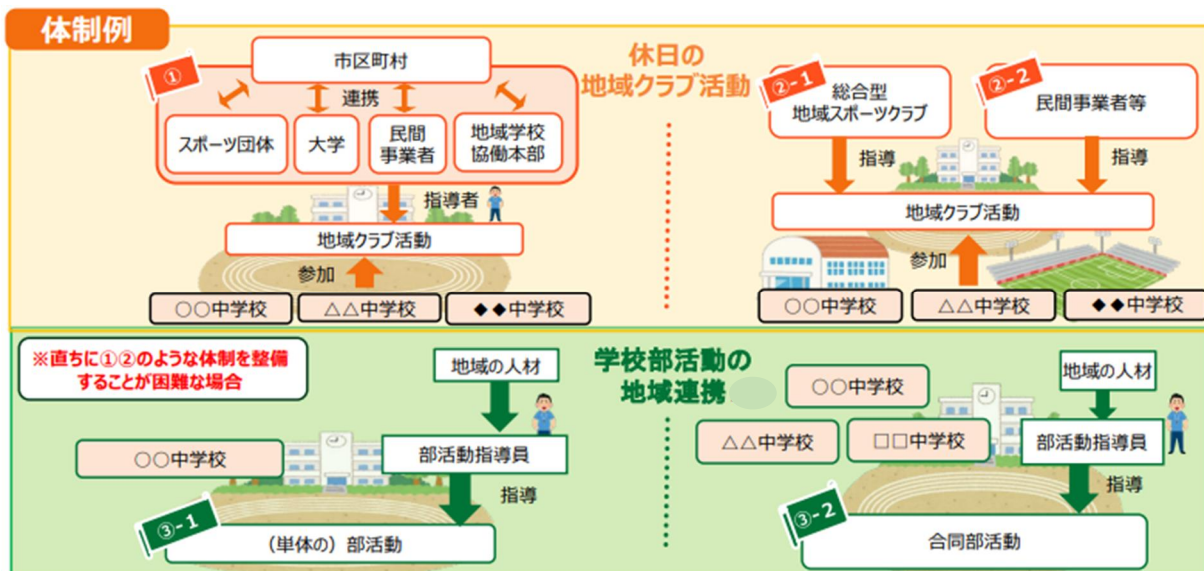 体制例
①
市区町村
連携
スポーツ団体
大学
民間
事業者
地域学校
協働本部
指導者
地域クラブ活動
参加
○○中学校
△△中学校
◆◆中学校
休日の
地域クラブ活動
②-1
総合型
地域スポーツクラブ
②-2
民間事業者等
指導
指導
地域クラブ活動
参加
○○中学校
△△中学校
◆◆中学校
※直ちに①②のような体制を整備
することが困難な場合
学校部活動の
地域連携
地域の人材
○○中学校
部活動指導員
指導
③-1
（単体の）部活動
地域の人材
○○中学校
△△中学校
□□中学校
部活動指導員
指導
③-2
合同部活動